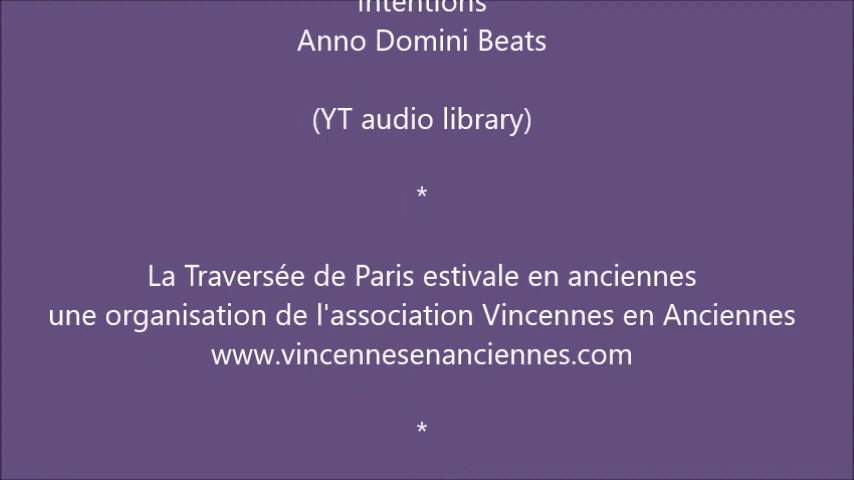 Intentions
Anno Domini Beats
(YT audio library)
*
La Traversée de Paris estivale en anciennes
une organisation de l'association Vincennes en Anciennes
www.vincennesenanciennes.com
*